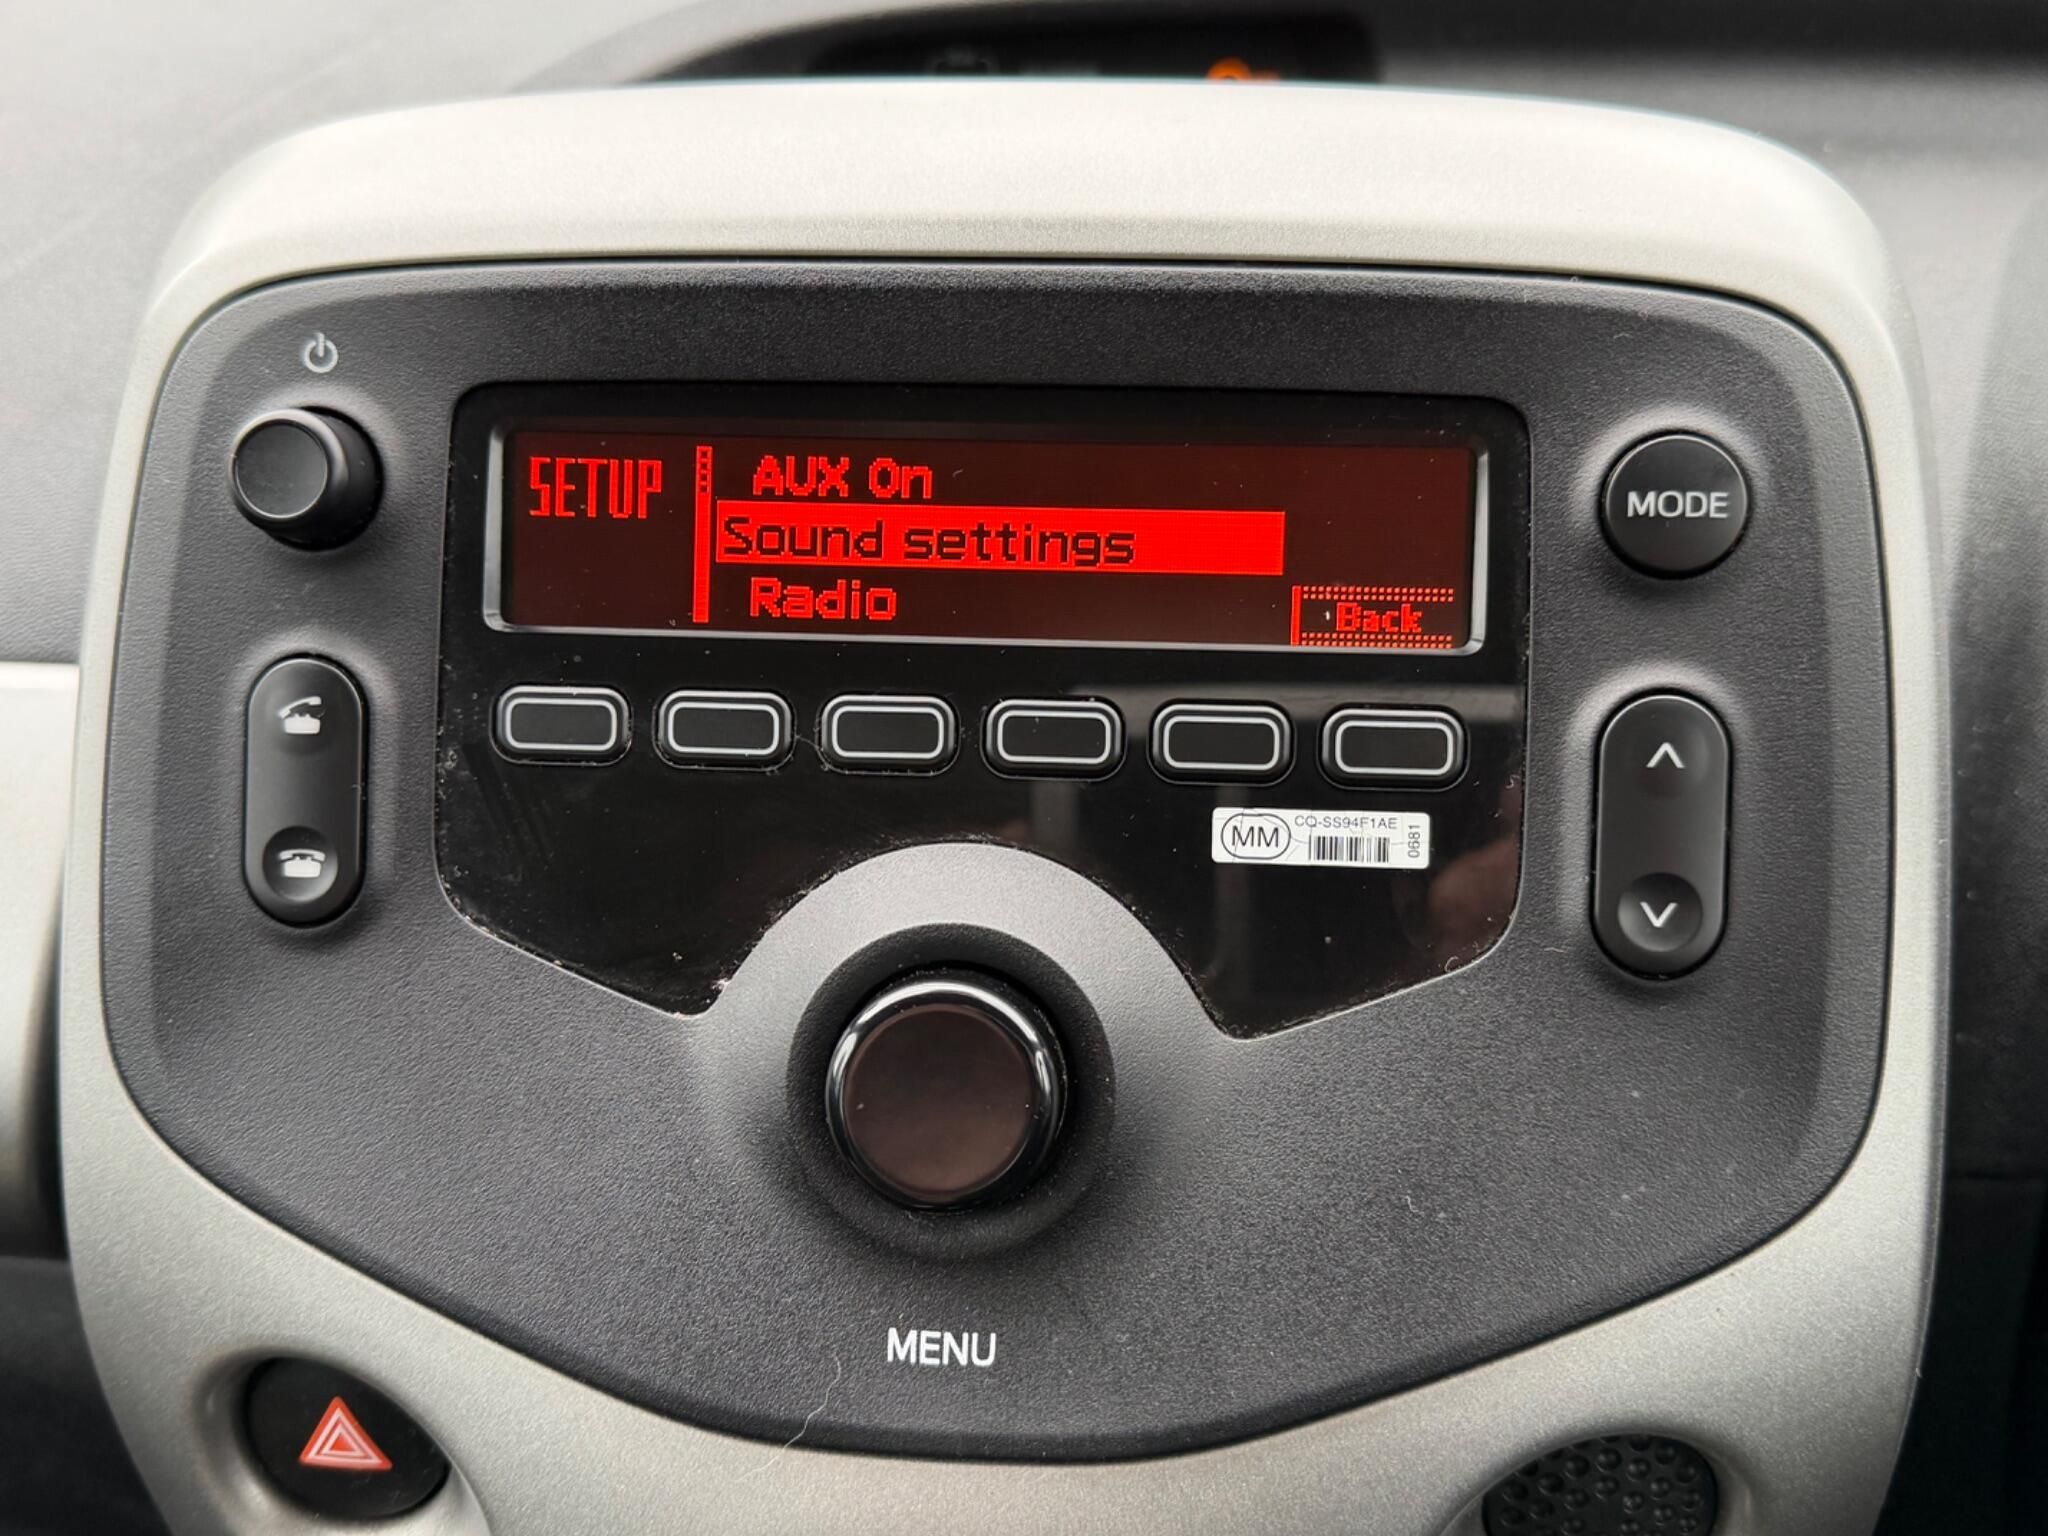 SETUP
AUX On
Sound settings
Radio
Back
MODE
MM
CQ-SS94F1AE
0681
MENU